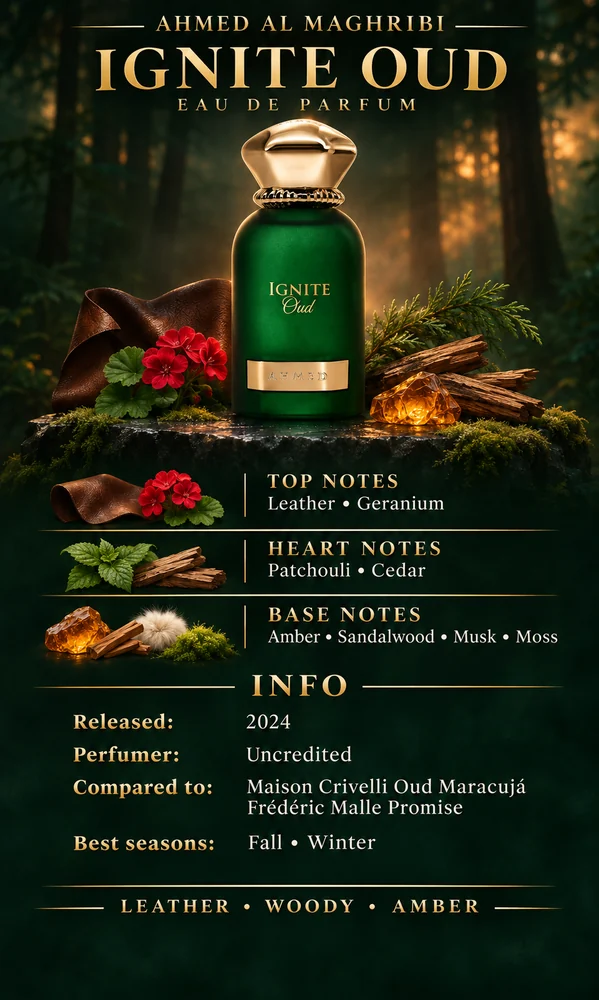 AHMED AL MAGHRIBI
IGNITE OUD
EAU DE PARFUM
IGNITE
Oud
AHMED
TOP NOTES
Leather • Geranium
HEART NOTES
Patchouli • Cedar
BASE NOTES
Amber • Sandalwood • Musk • Moss
INFO
Released: 2024
Perfumer: Uncredited
Compared to: Maison Crivelli Oud Maracujá
Frédéric Malle Promise
Best seasons: Fall • Winter
LEATHER • WOODY • AMBER